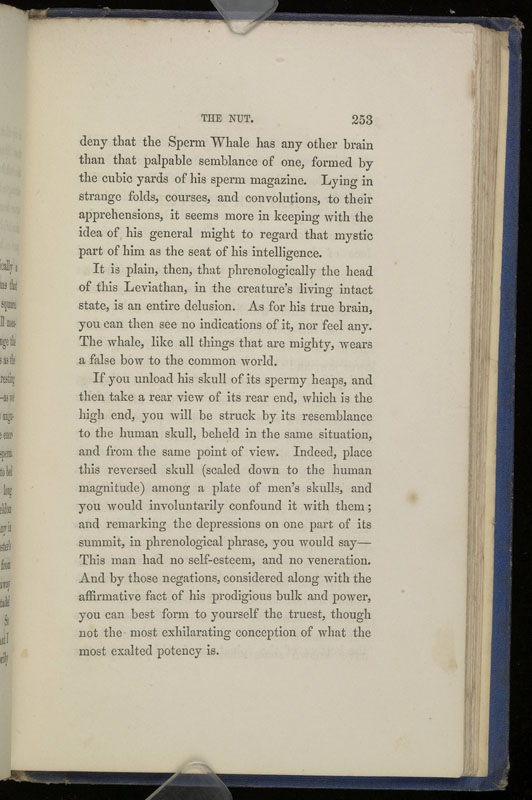 THE NUT. 253
deny that the Sperm Whale has any other brain
than that palpable semblance of one, formed by
the cubic yards of his sperm magazine. Lying in
strange folds, courses, and convolutions, to their
apprehensions, it seems more in keeping with the
idea of his general might to regard that mystic
part of him as the seat of his intelligence.
It is plain, then, that phrenologically the head
of this Leviathan, in the creature's living intact
state, is an entire delusion. As for his true brain,
you can then see no indications of it, nor feel any.
The whale, like all things that are mighty, wears
a false bow to the common world.
If you unload his skull of its spermy heaps, and
then take a rear view of its rear end, which is the
high end, you will be struck by its resemblance
to the human skull, beheld in the same situation,
and from the same point of view. Indeed, place
this reversed skull (scaled down to the human
magnitude) among a plate of men's skulls, and
you would involuntarily confound it with them;
and remarking the depressions on one part of its
summit, in phrenological phrase, you would say—
This man had no self-esteem, and no veneration.
And by those negations, considered along with the
affirmative fact of his prodigious bulk and power,
you can best form to yourself the truest, though
not the most exhilarating conception of what the
most exalted potency is.